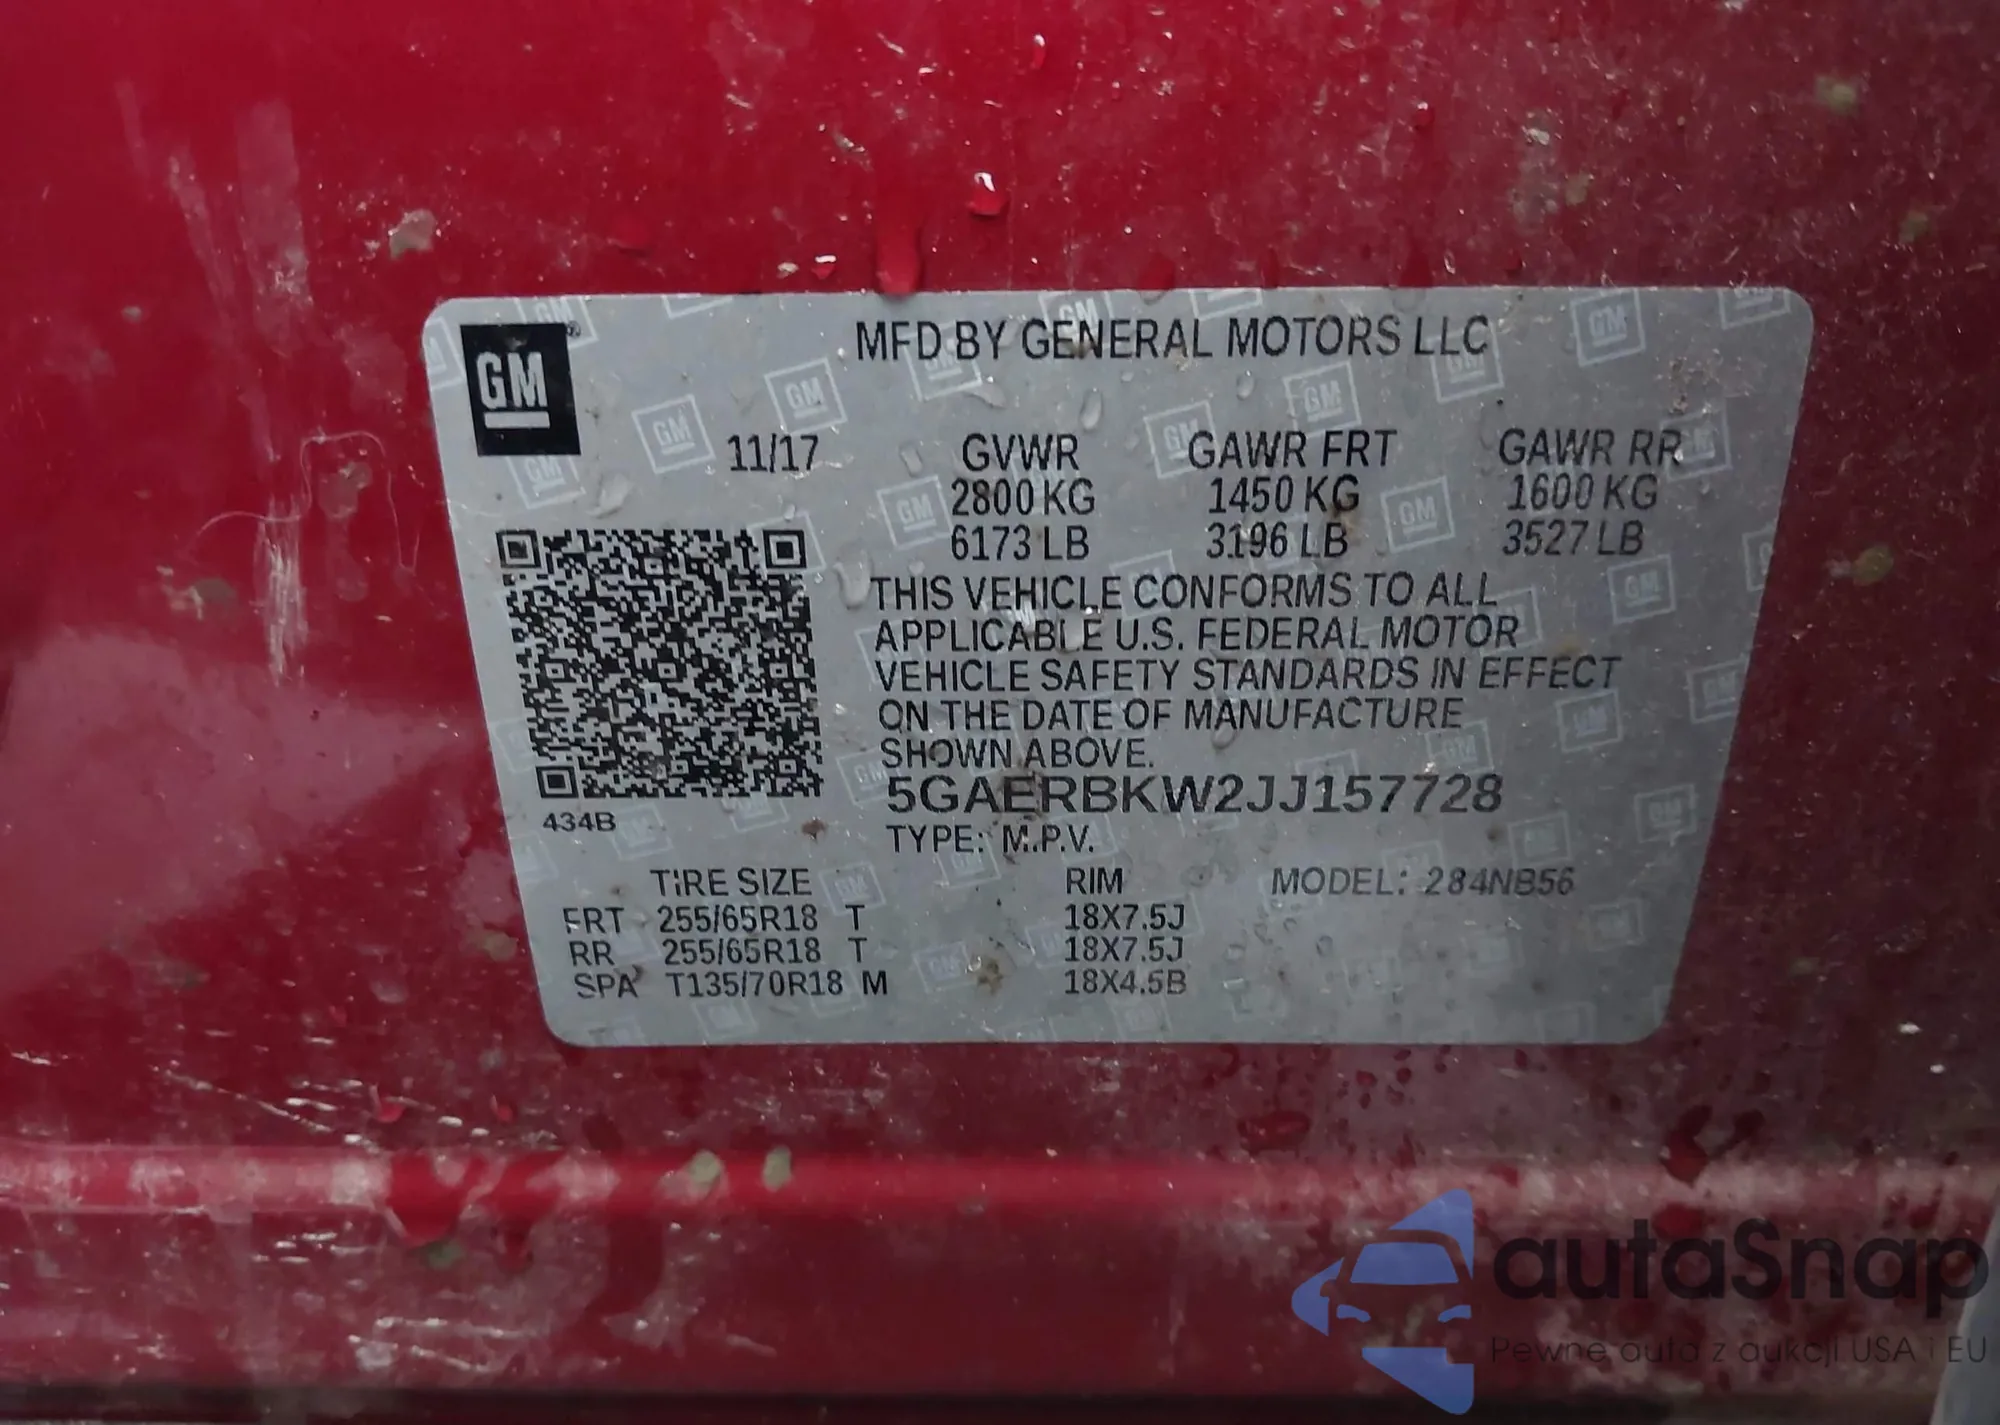 GM
MFD BY GENERAL MOTORS LLC
11/17 GVWR GAWR FRT GAWR RR
2800 KG 1450 KG 1600 KG
6173 LB 3196 LB 3527 LB
THIS VEHICLE CONFORMS TO ALL
APPLICABLE U.S. FEDERAL MOTOR
VEHICLE SAFETY STANDARDS IN EFFECT
ON THE DATE OF MANUFACTURE
SHOWN ABOVE.
5GAERBKW2JJ157728
434B
TYPE: M.P.V.
TIRE SIZE RIM MODEL: 284NB56
FRT 255/65R18 T 18X7.5J
RR 255/65R18 T 18X7.5J
SPA T135/70R18 M 18X4.5B
autaSnap
Pewne auta z aukcji USA i EU